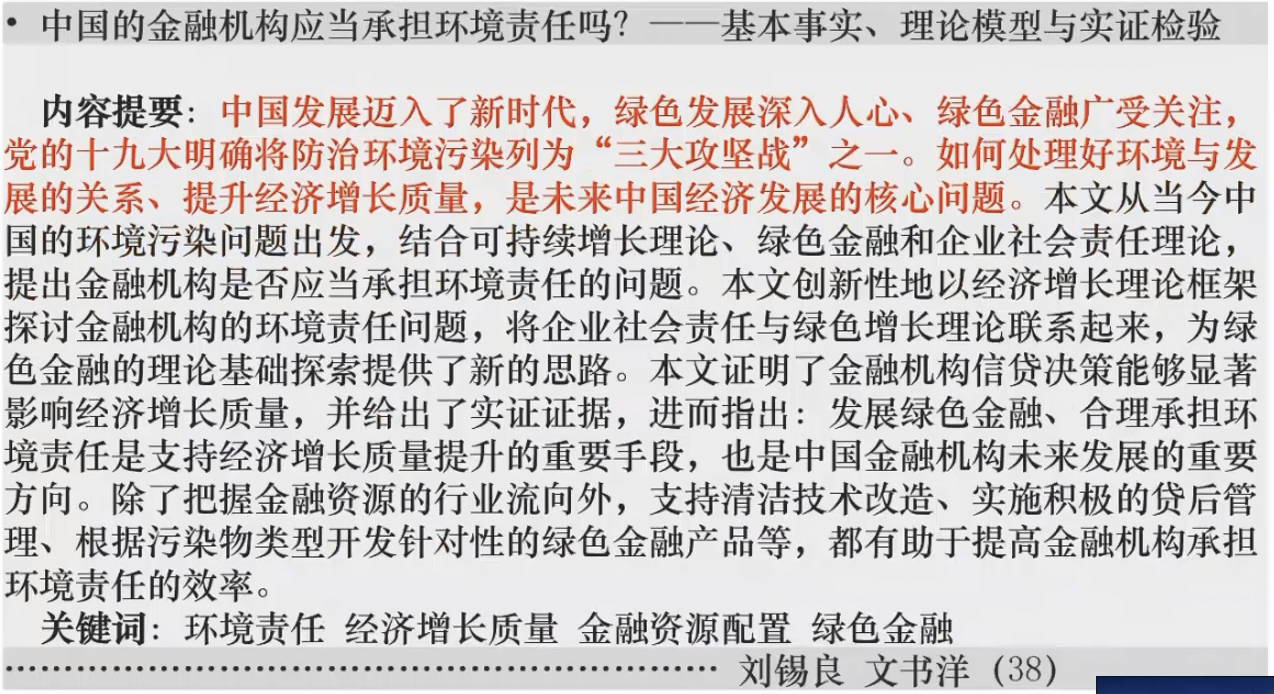 • 中国的金融机构应当承担环境责任吗？——基本事实、理论模型与实证检验
内容提要：中国发展迈入了新时代，绿色发展深入人心、绿色金融广受关注，
党的十九大明确将防治环境污染列为“三大攻坚战”之一。如何处理好环境与发
展的关系、提升经济增长质量，是未来中国经济发展的核心问题。本文从当今中
国的环境污染问题出发，结合可持续增长理论、绿色金融和企业社会责任理论，
提出金融机构是否应当承担环境责任的问题。本文创新性地以经济增长理论框架
探讨金融机构的环境责任问题，将企业社会责任与绿色增长理论联系起来，为绿
色金融的理论基础探索提供了新的思路。本文证明了金融机构信贷决策能够显著
影响经济增长质量，并给出了实证证据，进而指出：发展绿色金融、合理承担环
境责任是支持经济增长质量提升的重要手段，也是中国金融机构未来发展的重要
方向。除了把握金融资源的行业流向外，支持清洁技术改造、实施积极的贷后管
理、根据污染物类型开发针对性的绿色金融产品等，都有助于提高金融机构承担
环境责任的效率。
关键词：环境责任 经济增长质量 金融资源配置 绿色金融
………………………………………………………… 刘锡良 文书洋（38）